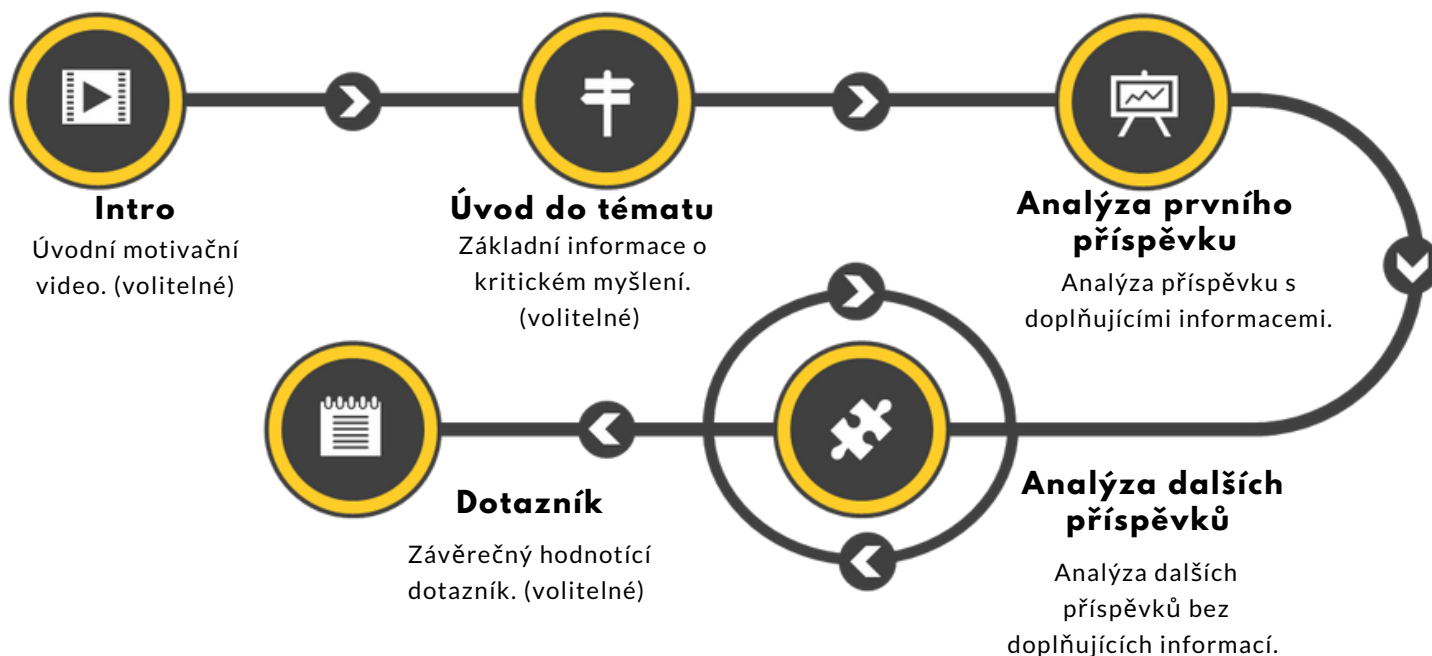 Intro
Úvodní motivační
video. (volitelné)
Úvod do tématu
Základní informace o
kritickém myšlení.
(volitelné)
Analýza prvního
příspěvku
Analýza příspěvku s
doplňujícími informacemi.
Analýza dalších
příspěvků
Analýza dalších
příspěvků bez
doplňujících informací.
Dotazník
Závěrečný hodnotící
dotazník. (volitelné)